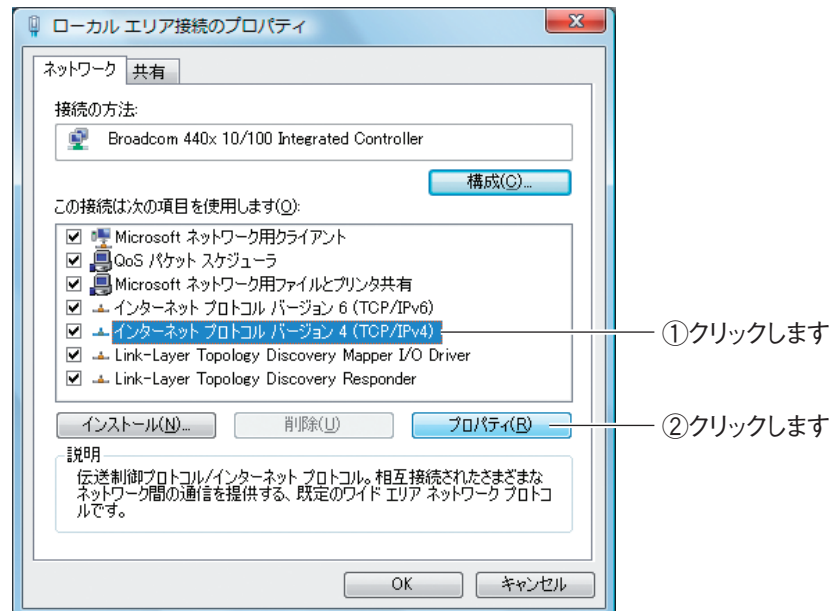 ローカル エリア接続のプロパティ
ネットワーク 共有
接続の方法:
Broadcom 440x 10/100 Integrated Controller
構成(C)...
この接続は次の項目を使用します(O):
Microsoft ネットワーク用クライアント
QoS パケット スケジューラ
Microsoft ネットワーク用ファイルとプリンタ共有
インターネット プロトコル バージョン 6 (TCP/IPv6)
インターネット プロトコル バージョン 4 (TCP/IPv4) ①クリックします
Link-Layer Topology Discovery Mapper I/O Driver
Link-Layer Topology Discovery Responder
インストール(N)... 削除(U) プロパティ(R) ②クリックします
説明
伝送制御プロトコル/インターネット プロトコル。相互接続されたさまざまな
ネットワーク間の通信を提供する、既定のワイド エリア ネットワーク プロトコ
ルです。
OK キャンセル